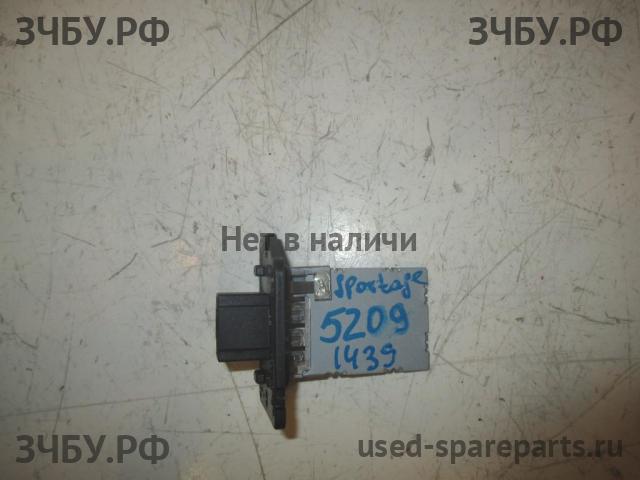 ЗЧБУ.РФ ЗЧБУ.РФ
Нет в наличи
Sportage
5209
1439
ЗЧБУ.РФ used-spareparts.ru